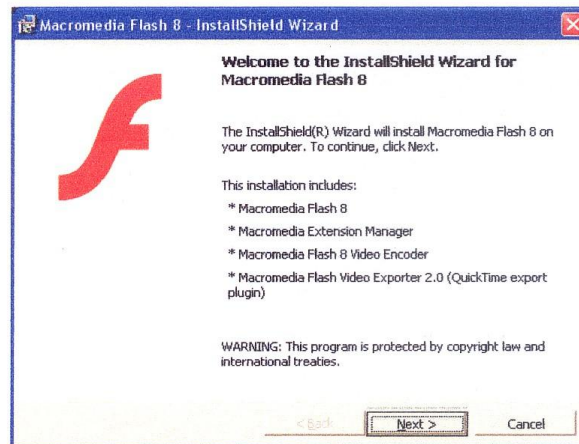 Macromedia Flash 8 - InstallShield Wizard
Welcome to the InstallShield Wizard for
Macromedia Flash 8
The InstallShield(R) Wizard will install Macromedia Flash 8 on
your computer. To continue, click Next.
This installation includes:
* Macromedia Flash 8
* Macromedia Extension Manager
* Macromedia Flash 8 Video Encoder
* Macromedia Flash Video Exporter 2.0 (QuickTime export
plugin)
WARNING: This program is protected by copyright law and
international treaties.
< Back Next > Cancel